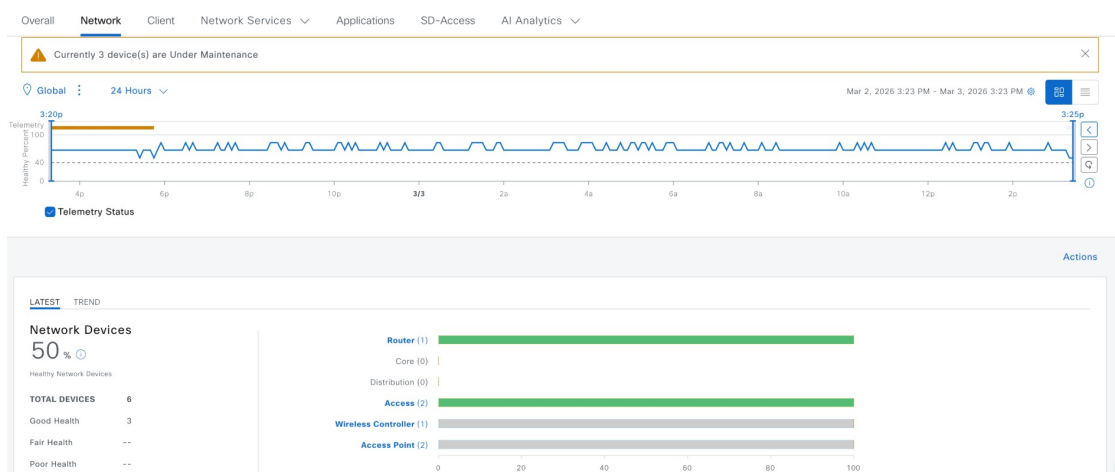 Overall Network Client Network Services Applications SD-Access AI Analytics
Currently 3 device(s) are Under Maintenance
Global 24 Hours Mar 2, 2026 3:23 PM - Mar 3, 2026 3:23 PM
3:20p 3:25p
Telemetry
100
Healthy Percent
40
0
4p 6p 8p 10p 3/3 2a 4a 6a 8a 10a 12p 2p
Telemetry Status
Actions
LATEST TREND
Network Devices
50 %
Healthy Network Devices
TOTAL DEVICES 6
Good Health 3
Fair Health --
Poor Health --
Router (1)
Core (0)
Distribution (0)
Access (2)
Wireless Controller (1)
Access Point (2)
0 20 40 60 80 100